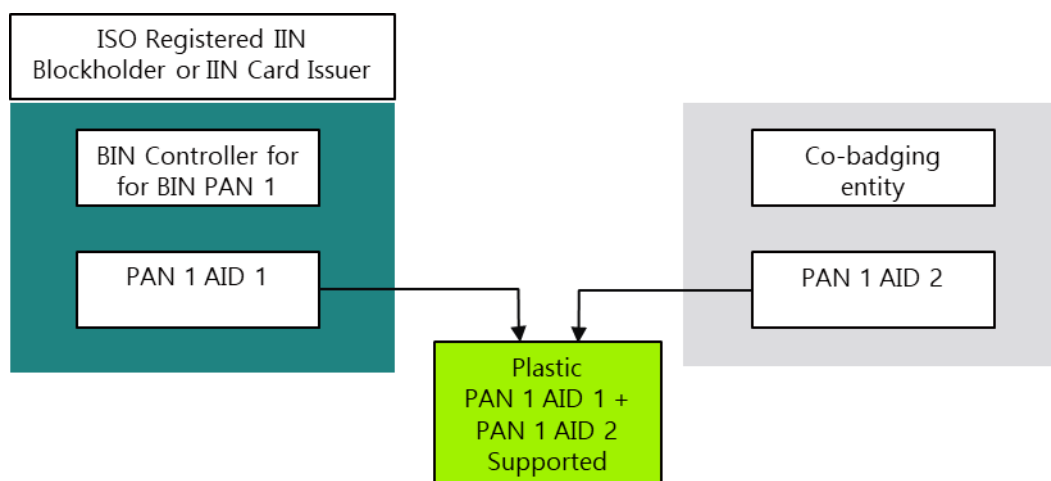 ISO Registered IIN
Blockholder or IIN Card Issuer
BIN Controller for
for BIN PAN 1
Co-badging
entity
PAN 1 AID 1
PAN 1 AID 2
Plastic
PAN 1 AID 1 +
PAN 1 AID 2
Supported